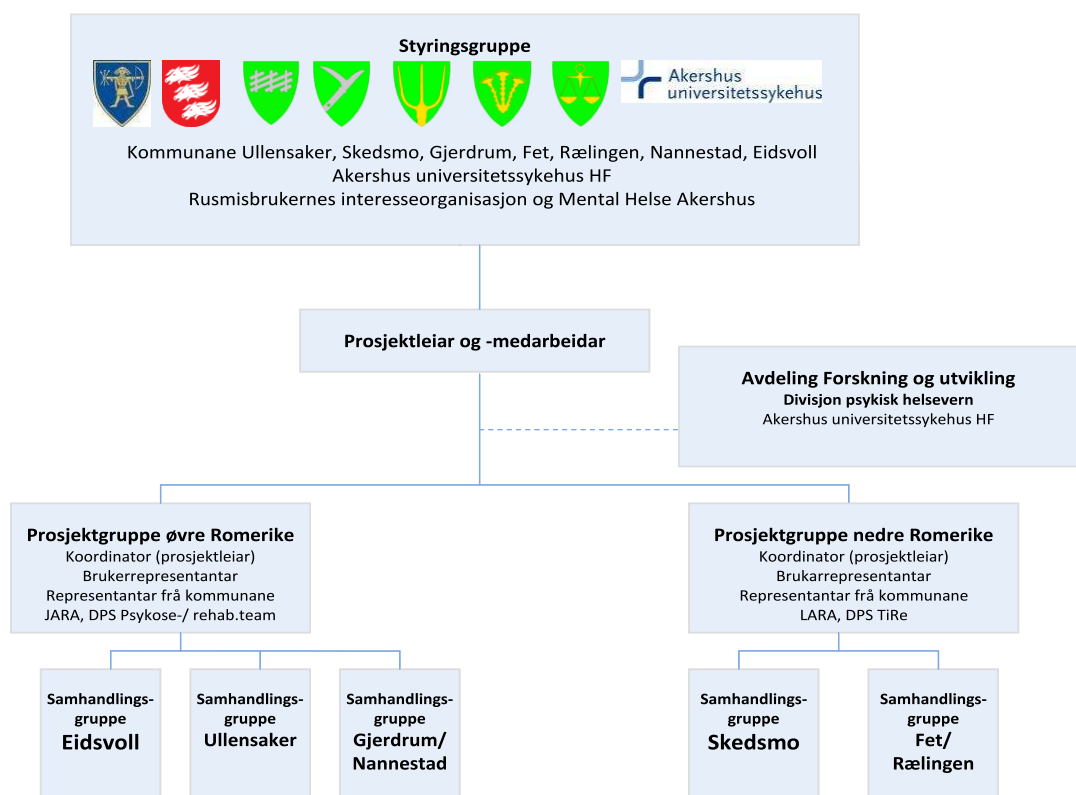 Styringsgruppe
Akershus
universitetssykehus
Kommunane Ullensaker, Skedsmo, Gjerdrum, Fet, Rælingen, Nannestad, Eidsvoll
Akershus universitetssykehus HF
Rusmisbrukernes interesseorganisasjon og Mental Helse Akershus
Prosjektleiar og -medarbeidar
Avdeling Forskning og utvikling
Divisjon psykisk helsevern
Akershus universitetssykehus HF
Prosjektgruppe øvre Romerike
Koordinator (prosjektleiar)
Brukerrepresentantar
Representantar frå kommunane
JARA, DPS Psykose-/ rehab.team
Prosjektgruppe nedre Romerike
Koordinator (prosjektleiar)
Brukarrepresentantar
Representantar frå kommunane
LARA, DPS TiRe
Samhandlings-
gruppe
Eidsvoll
Samhandlings-
gruppe
Ullensaker
Samhandlings-
gruppe
Gjerdrum/
Nannestad
Samhandlings-
gruppe
Skedsmo
Samhandlings-
gruppe
Fet/
Rælingen